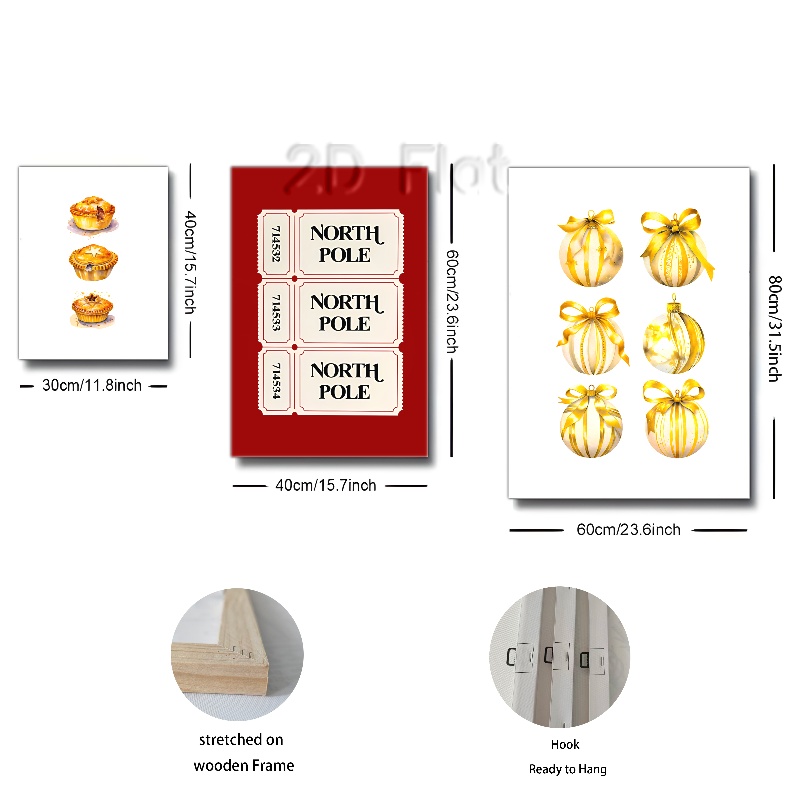 2D Flat
40cm/15.7inch
30cm/11.8inch
714532
NORTH
POLE
714533
NORTH
POLE
714534
NORTH
POLE
60cm/23.6inch
40cm/15.7inch
80cm/31.5inch
60cm/23.6inch
stretched on
wooden Frame
Hook
Ready to Hang